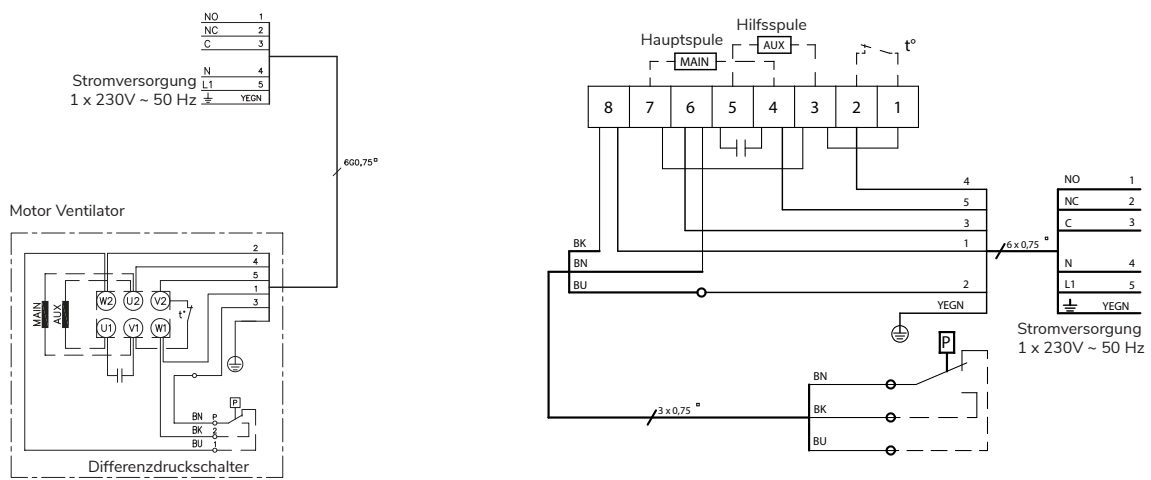 NO 1
NC 2
C 3
N 4
L1 5
YEGN
Stromversorgung
1 x 230V ~ 50 Hz
6G0,75
Motor Ventilator
2
4
5
1
3
MAIN
AUX
W2 U2 V2
t°
U1 V1 W1
P
BN P
BK 2
BU 1
Differenzdruckschalter
Hilfsspule
Hauptspule
AUX
MAIN
t°
8 7 6 5 4 3 2 1
4
5
3
1
2
YEGN
BK
BN
BU
6 x 0,75
NO 1
NC 2
C 3
N 4
L1 5
YEGN
Stromversorgung
1 x 230V ~ 50 Hz
P
BN
BK
BU
3 x 0,75